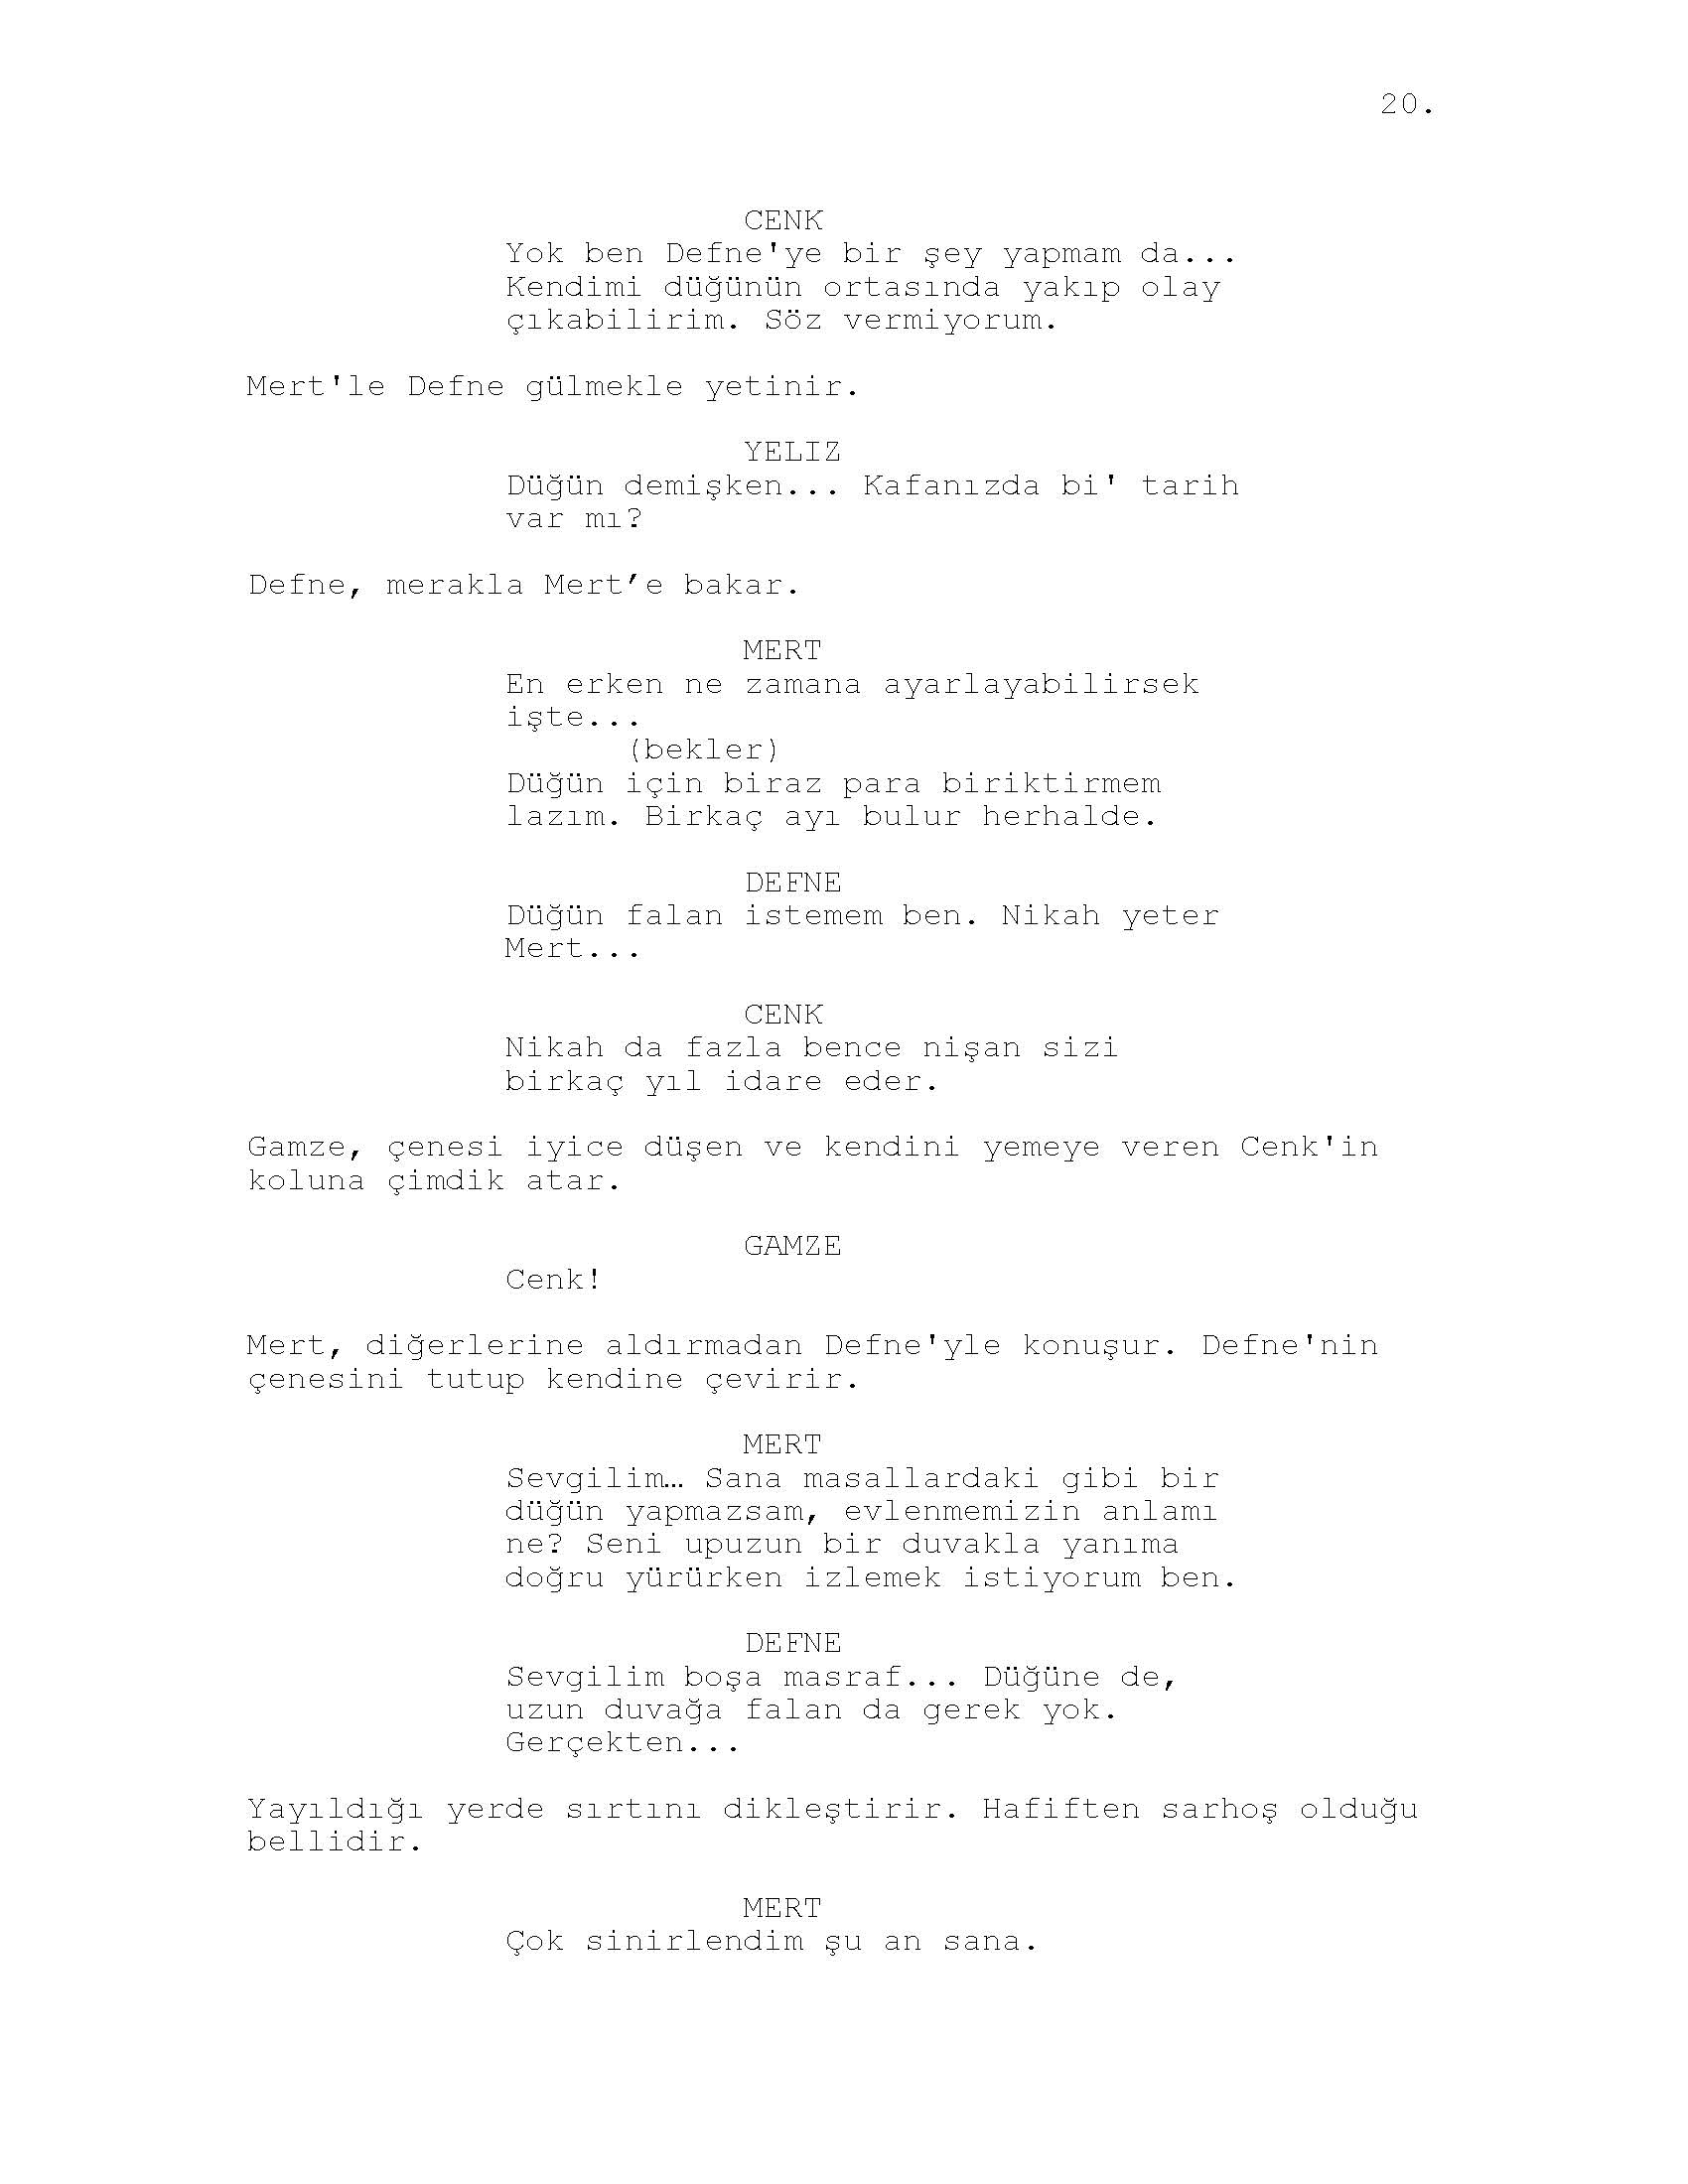 20.
CENK
Yok ben Defne'ye bir şey yapmam da...
Kendimi düğünün ortasında yakıp olay
çıkabilirim. Söz vermiyorum.
Mert'le Defne gülmekle yetinir.
YELIZ
Düğün demişken... Kafanızda bi' tarih
var mı?
Defne, merakla Mert’e bakar.
MERT
En erken ne zamana ayarlayabilirsek
işte...
(bekler)
Düğün için biraz para biriktirmem
lazım. Birkaç ayı bulur herhalde.
DEFNE
Düğün falan istemem ben. Nikah yeter
Mert...
CENK
Nikah da fazla bence nişan sizi
birkaç yıl idare eder.
Gamze, çenesi iyice düşen ve kendini yemeye veren Cenk'in
koluna çimdik atar.
GAMZE
Cenk!
Mert, diğerlerine aldırmadan Defne'yle konuşur. Defne'nin
çenesini tutup kendine çevirir.
MERT
Sevgilim… Sana masallardaki gibi bir
düğün yapmazsam, evlenmemizin anlamı
ne? Seni upuzun bir duvakla yanıma
doğru yürürken izlemek istiyorum ben.
DEFNE
Sevgilim boşa masraf... Düğüne de,
uzun duvağa falan da gerek yok.
Gerçekten...
Yayıldığı yerde sırtını dikleştirir. Hafiften sarhoş olduğu
bellidir.
MERT
Çok sinirlendim şu an sana.